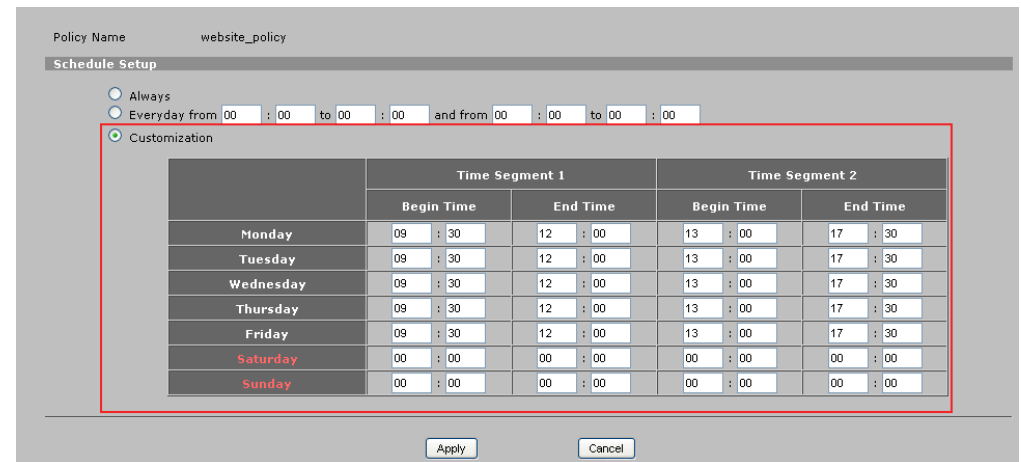 Policy Name website_policy
Schedule Setup
Always
Everyday from 00 : 00 to 00 : 00 and from 00 : 00 to 00 : 00
Customization
Time Segment 1 Time Segment 2
Begin Time End Time Begin Time End Time
Monday 09 : 30 12 : 00 13 : 00 17 : 30
Tuesday 09 : 30 12 : 00 13 : 00 17 : 30
Wednesday 09 : 30 12 : 00 13 : 00 17 : 30
Thursday 09 : 30 12 : 00 13 : 00 17 : 30
Friday 09 : 30 12 : 00 13 : 00 17 : 30
Saturday 00 : 00 00 : 00 00 : 00 00 : 00
Sunday 00 : 00 00 : 00 00 : 00 00 : 00
Apply Cancel